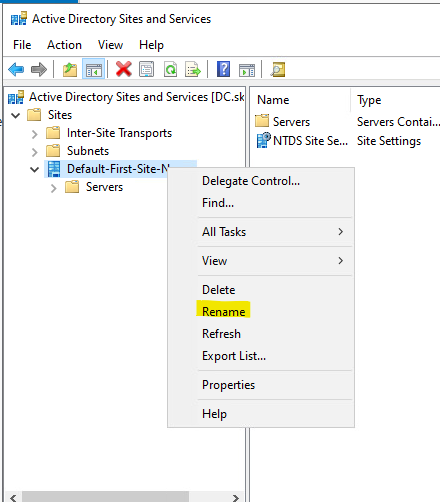 Active Directory Sites and Services
File Action View Help
Active Directory Sites and Services [DC.sk
Sites
Inter-Site Transports
Subnets
Default-First-Site-N
Servers
Name Type
Servers Servers Contai...
NTDS Site Se... Site Settings
Delegate Control...
Find...
All Tasks
View
Delete
Rename
Refresh
Export List...
Properties
Help